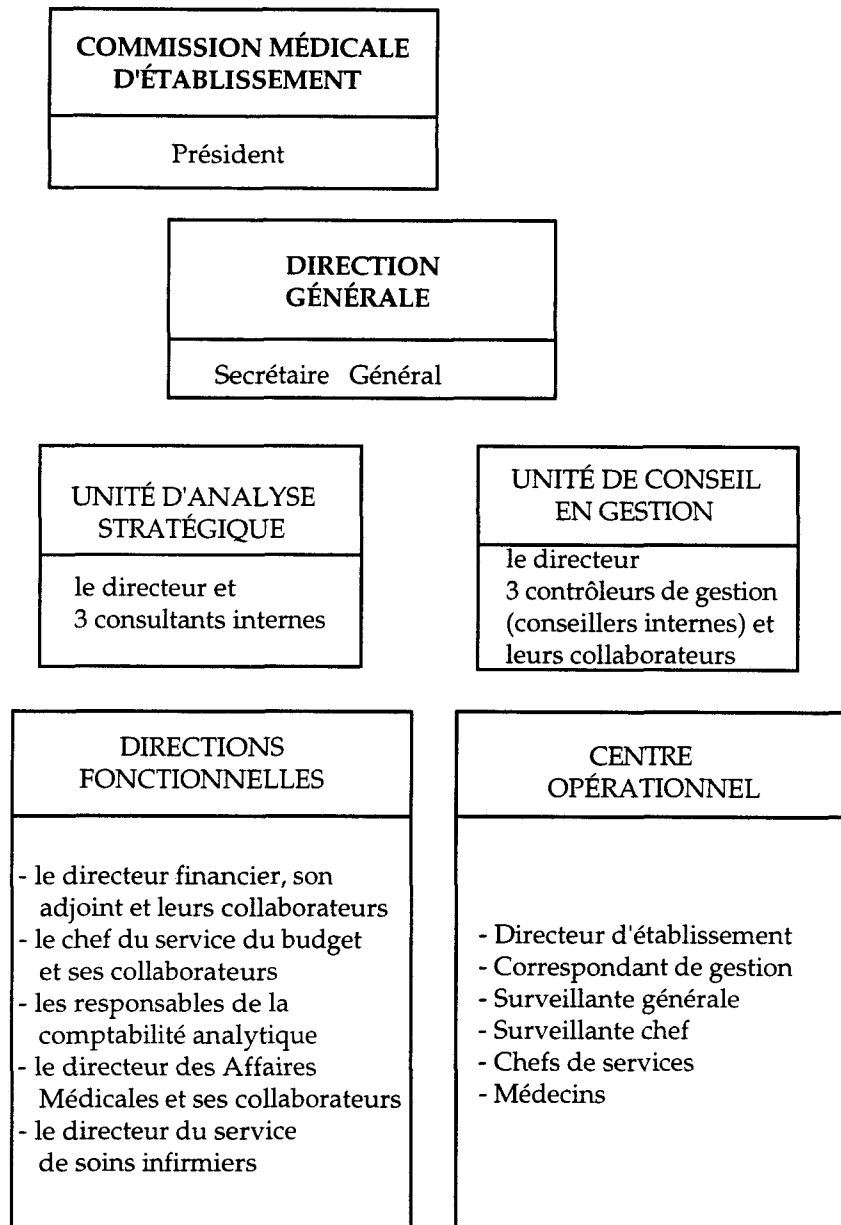 COMMISSION MÉDICALE
D'ÉTABLISSEMENT
Président
DIRECTION
GÉNÉRALE
Secrétaire Général
UNITÉ D'ANALYSE
STRATÉGIQUE
le directeur et
3 consultants internes
UNITÉ DE CONSEIL
EN GESTION
le directeur
3 contrôleurs de gestion
(conseillers internes) et
leurs collaborateurs
DIRECTIONS
FONCTIONNELLES
- le directeur financier, son
adjoint et leurs collaborateurs
- le chef du service du budget
et ses collaborateurs
- les responsables de la
comptabilité analytique
- le directeur des Affaires
Médicales et ses collaborateurs
- le directeur du service
de soins infirmiers
CENTRE
OPÉRATIONNEL
- Directeur d'établissement
- Correspondant de gestion
- Surveillante générale
- Surveillante chef
- Chefs de services
- Médecins